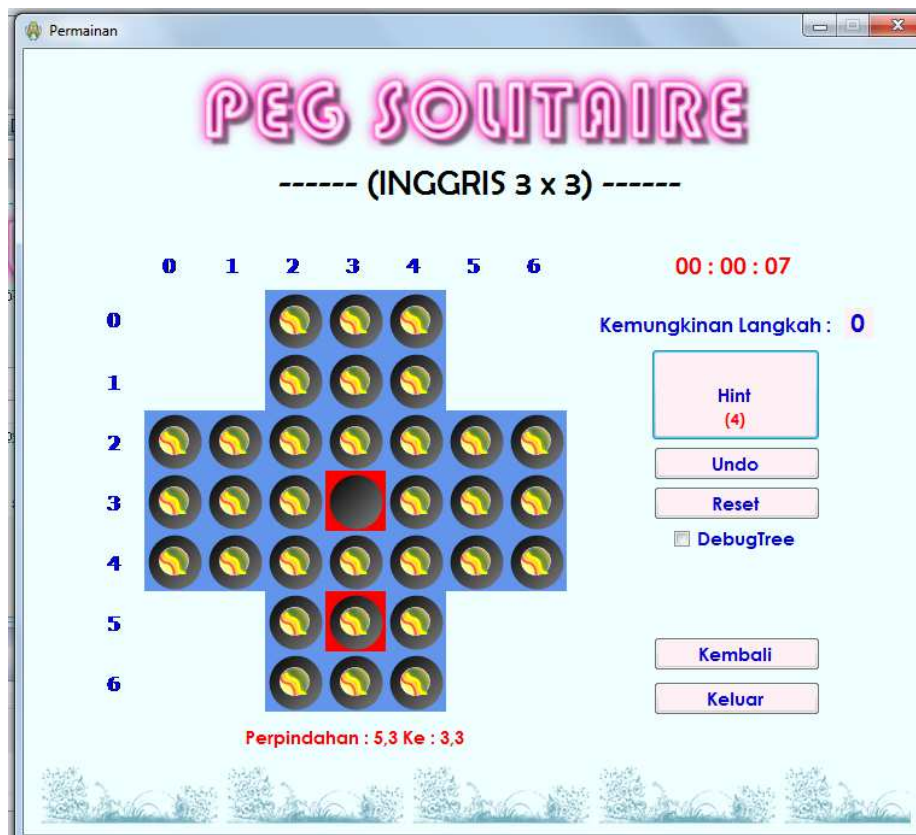 Permainan
PEG SOLITAIRE
------ (INGGRIS 3 x 3) ------
0 1 2 3 4 5 6
00 : 00 : 07
0
Kemungkinan Langkah : 0
1
Hint
(4)
2
Undo
3
Reset
DebugTree
4
5
Kembali
6
Keluar
Perpindahan : 5,3 Ke : 3,3